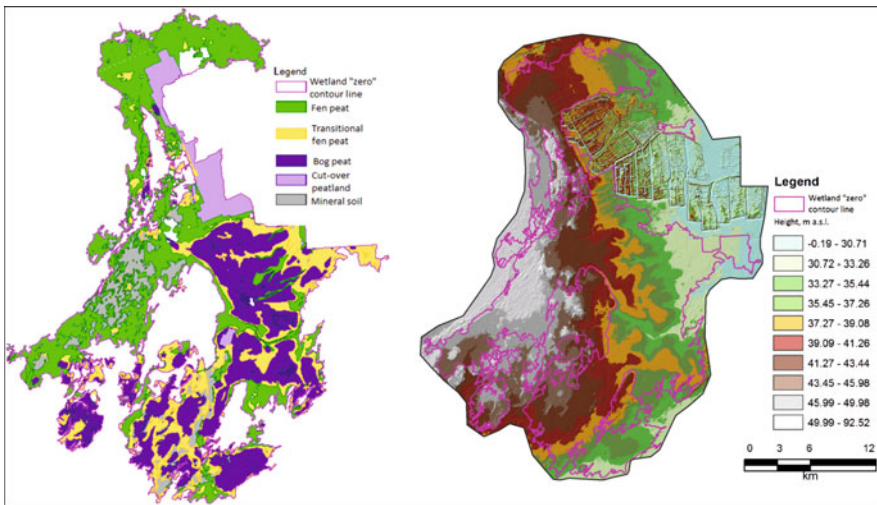 Legend
Wetland "zero"
contour line
Fen peat
Transitional
fen peat
Bog peat
Cut-over
peatland
Mineral soil
Legend
Wetland "zero"
contour line
Height, m a.s.l.
-0.19 - 30.71
30.72 - 33.26
33.27 - 35.44
35.45 - 37.26
37.27 - 39.08
39.09 - 41.26
41.27 - 43.44
43.45 - 45.98
45.99 - 49.98
49.99 - 92.52
0 3 6 12
km